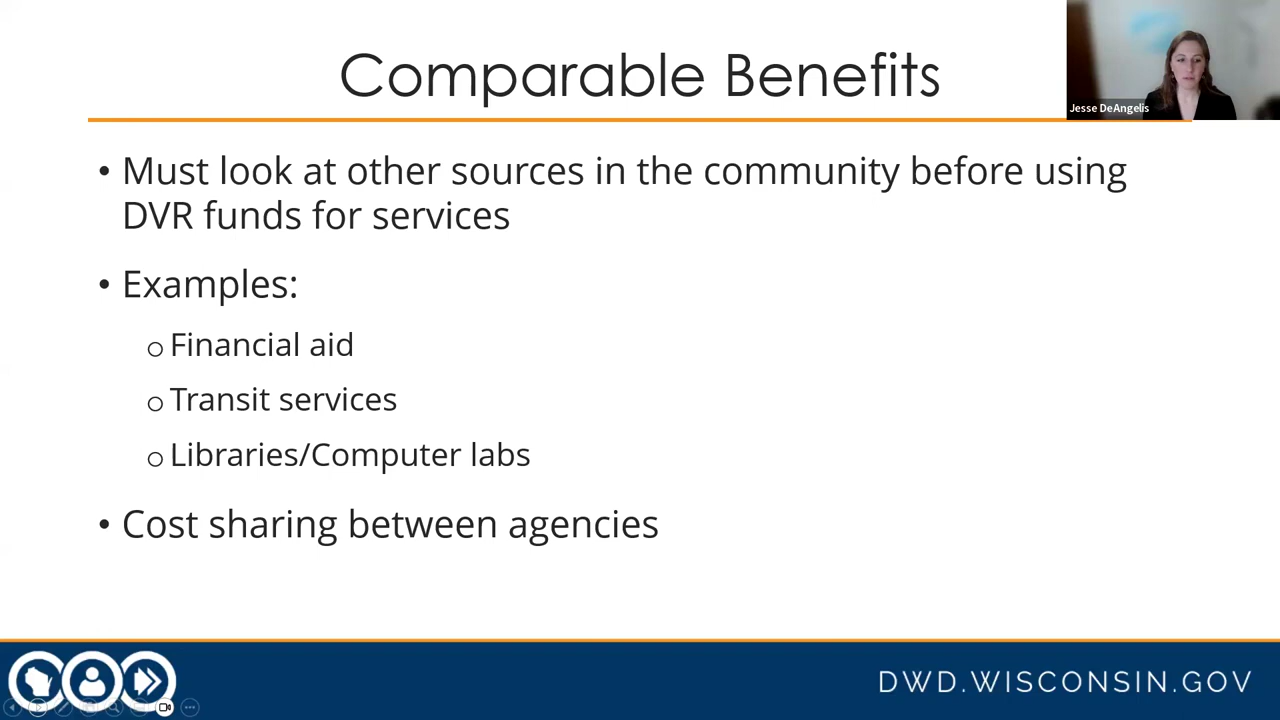 Comparable Benefits
Jesse DeAngelis
• Must look at other sources in the community before using
DVR funds for services
• Examples:
o Financial aid
o Transit services
o Libraries/Computer labs
• Cost sharing between agencies
DWD.WISCONSIN.GOV